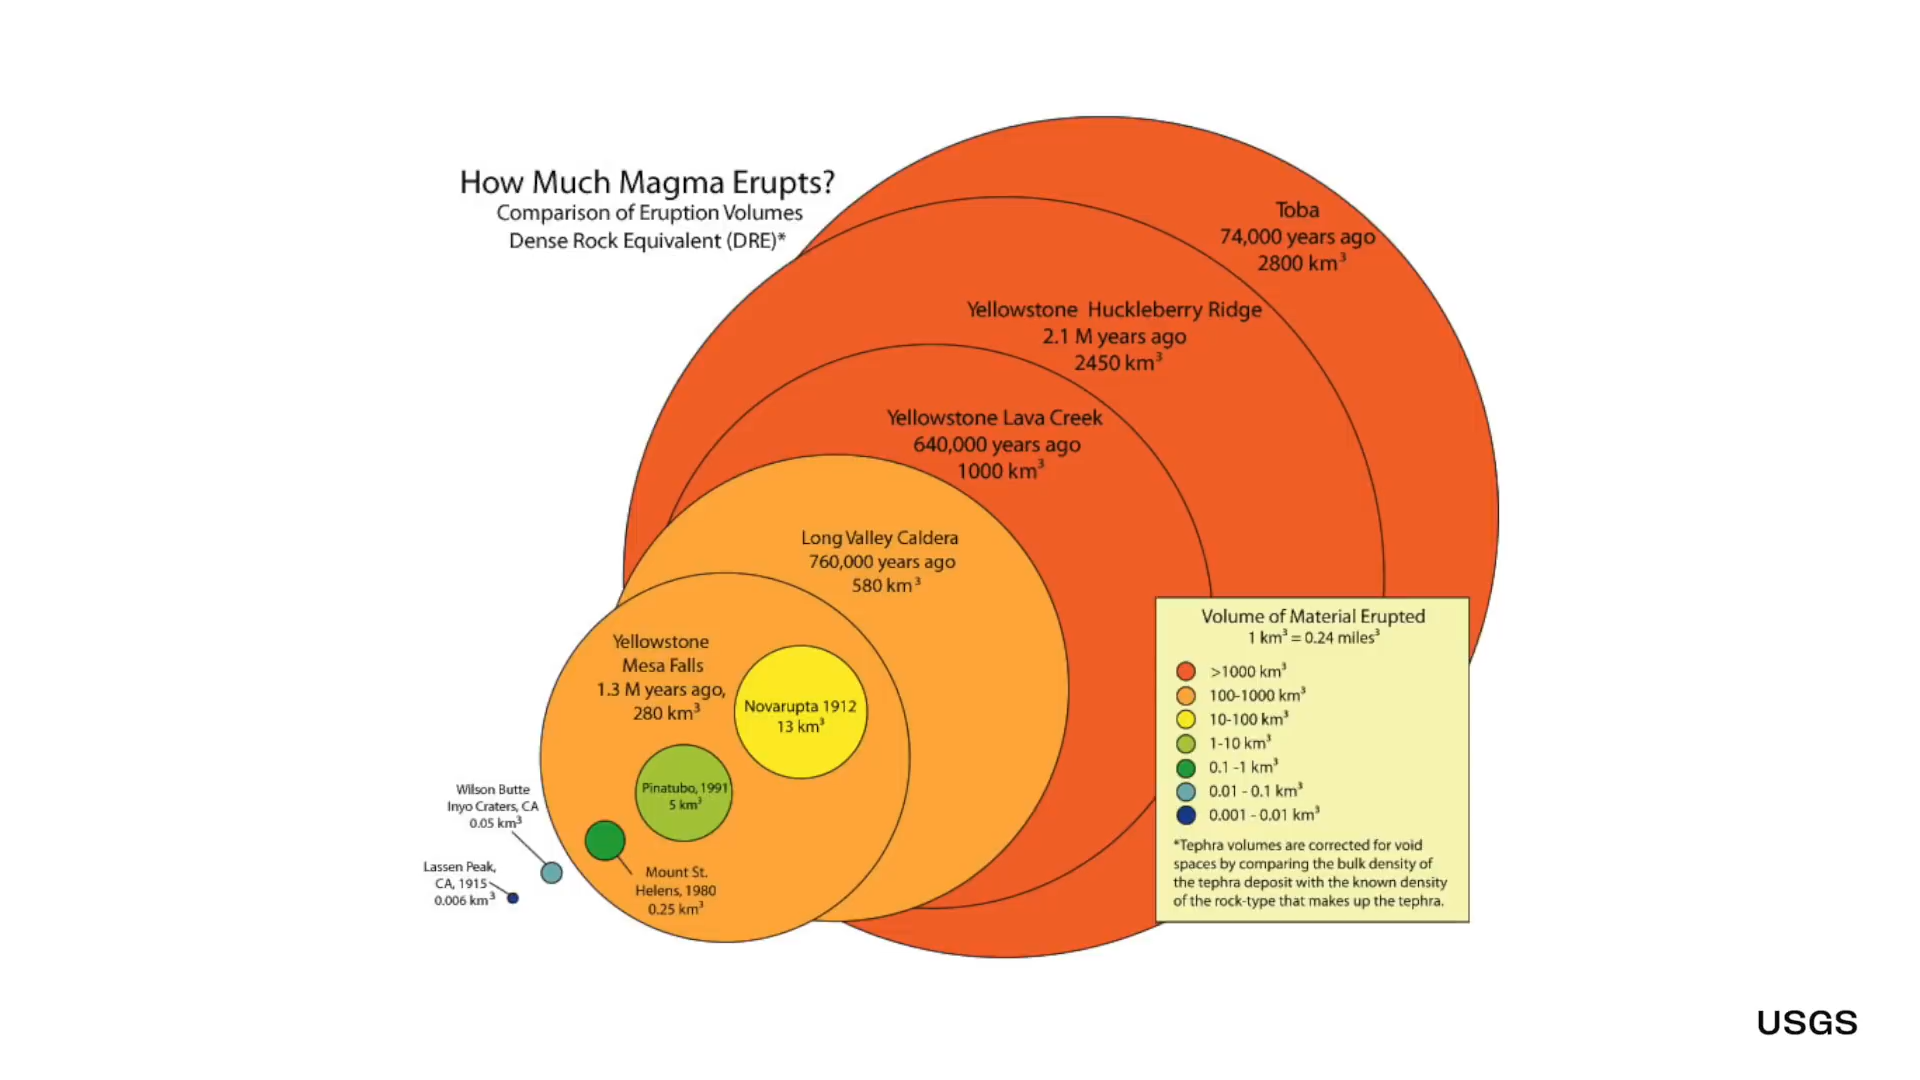 How Much Magma Erupts?
Comparison of Eruption Volumes
Dense Rock Equivalent (DRE)*
Toba
74,000 years ago
2800 km³
Yellowstone Huckleberry Ridge
2.1 M years ago
2450 km³
Yellowstone Lava Creek
640,000 years ago
1000 km³
Long Valley Caldera
760,000 years ago
580 km³
Yellowstone
Mesa Falls
1.3 M years ago,
280 km³
Novarupta 1912
13 km³
Pinatubo, 1991
5 km³
Mount St.
Helens, 1980
0.25 km³
Wilson Butte
Inyo Craters, CA
0.05 km³
Lassen Peak,
CA, 1915
0.006 km³
Volume of Material Erupted
1 km³ = 0.24 miles³
>1000 km³
100-1000 km³
10-100 km³
1-10 km³
0.1 -1 km³
0.01 - 0.1 km³
0.001 - 0.01 km³
*Tephra volumes are corrected for void
spaces by comparing the bulk density of
the tephra deposit with the known density
of the rock-type that makes up the tephra.
USGS